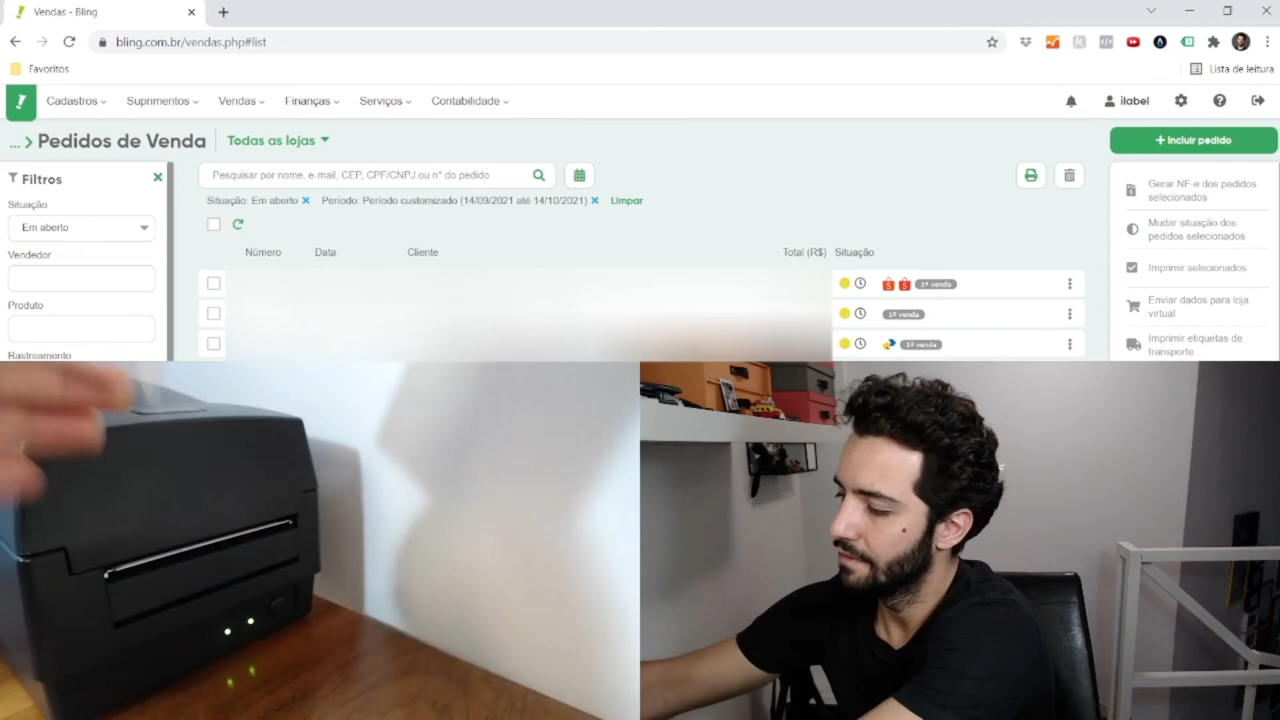 Vendas - Bling
bling.com.br/vendas.php#list
Favoritos
Lista de leitura
Cadastros
Suprimentos
Vendas
Finanças
Serviços
Contabilidade
ilabel
... > Pedidos de Venda
Todas as lojas
+ Incluir pedido
Filtros
Situação
Em aberto
Vendedor
Produto
Rastreamento
Pesquisar por nome, e-mail, CEP, CPF/CNPJ ou n° do pedido
Situação: Em aberto × Período: Período customizado (14/09/2021 até 14/10/2021) × Limpar
Número Data Cliente Total (R$) Situação
1ª venda
1ª venda
1ª venda
Gerar NF-e dos pedidos
selecionados
Mudar situação dos
pedidos selecionados
Imprimir selecionados
Enviar dados para loja
virtual
Imprimir etiquetas de
transporte